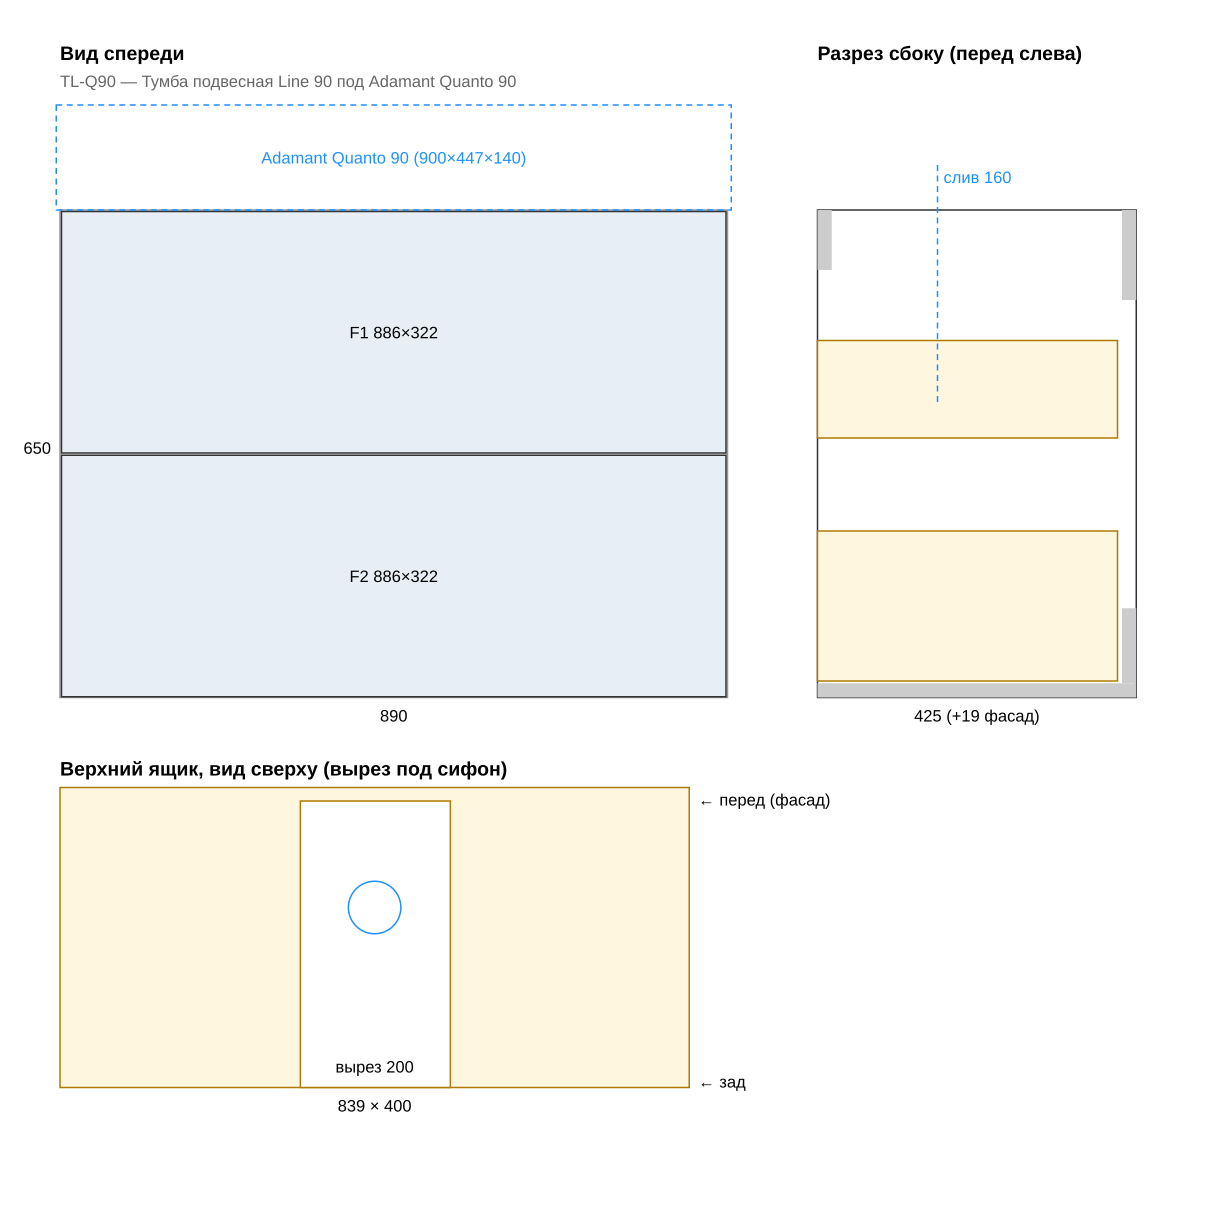 Вид спереди
TL-Q90 — Тумба подвесная Line 90 под Adamant Quanto 90
Adamant Quanto 90 (900×447×140)
F1 886×322
650
F2 886×322
890
Разрез сбоку (перед слева)
слив 160
425 (+19 фасад)
Верхний ящик, вид сверху (вырез под сифон)
← перед (фасад)
вырез 200
← зад
839 × 400